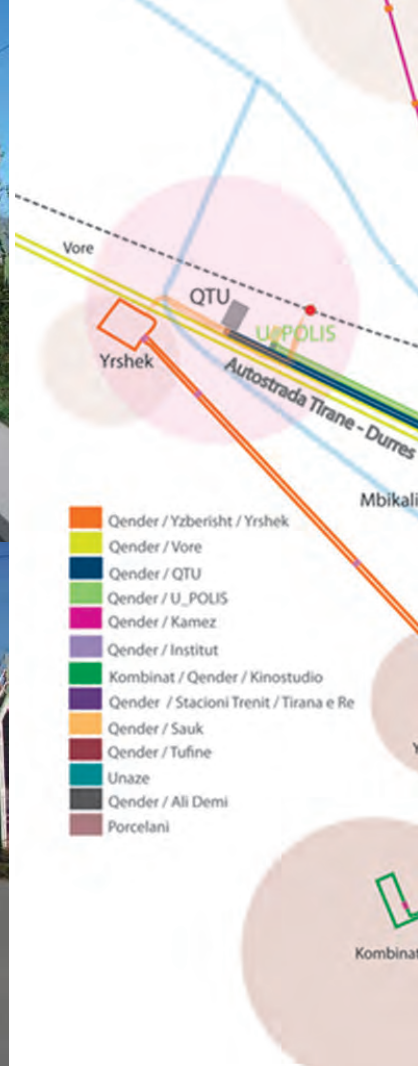 Vore
QTU
U_POLIS
Yrshek
Autostrada Tirane - Durres
Mbikali
Qender / Yzberisht / Yrshek
Qender / Vore
Qender / QTU
Qender / U_POLIS
Qender / Kamez
Qender / Institut
Kombinat / Qender / Kinostudio
Qender / Stacioni Trenit / Tirana e Re
Qender / Sauk
Qender / Tufine
Unaze
Qender / Ali Demi
Porcelani
Y
Kombinat